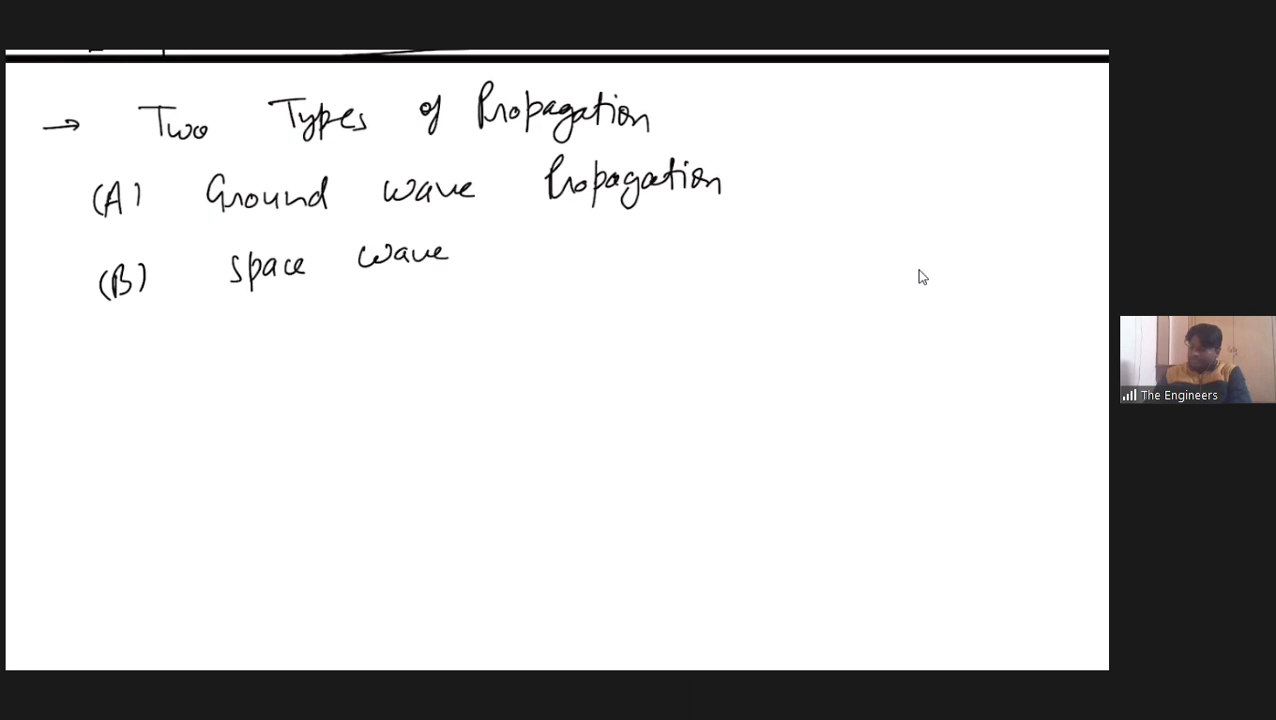 → Two Types of Propagation
(A) Ground wave Propagation
(B) space wave
The Engineers